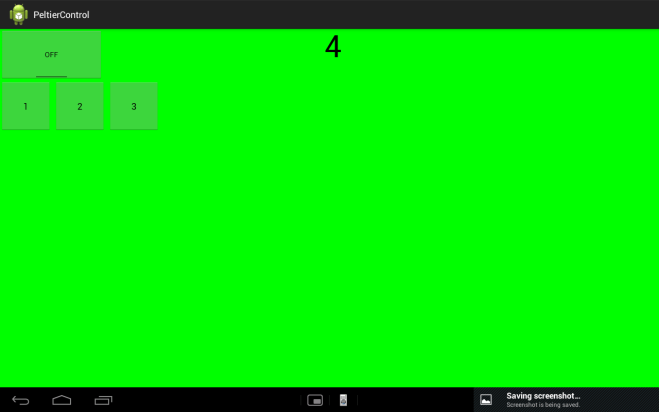 PeltierControl
OFF
4
1
2
3
Saving screenshot...
Screenshot is being saved.